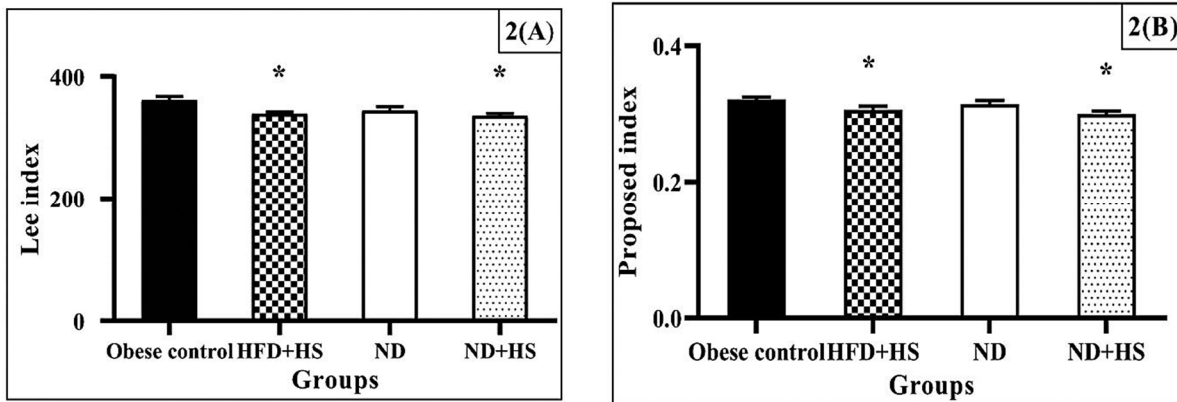 2(A)
Lee index
400
200
0
*
*
Obese control HFD+HS ND ND+HS
Groups
2(B)
Proposed index
0.4
0.2
0.0
*
*
Obese control HFD+HS ND ND+HS
Groups